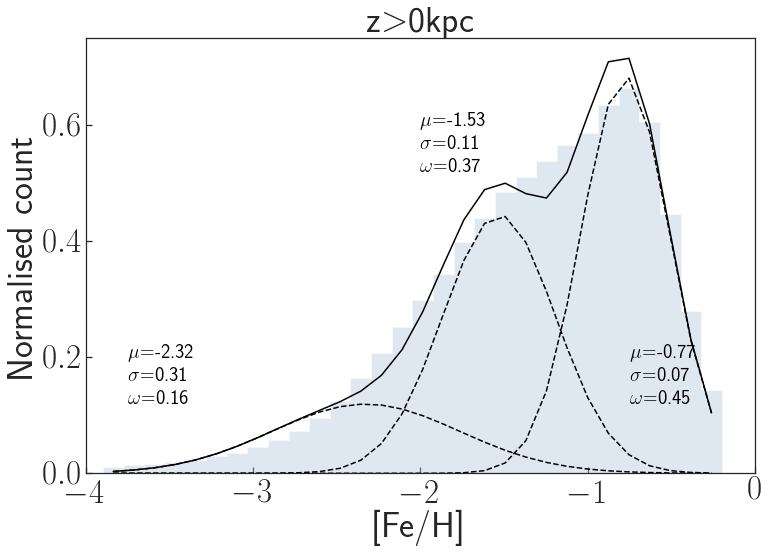 z>0kpc
Normalised count
0.6
0.4
0.2
0.0
μ=-1.53
σ=0.11
ω=0.37
μ=-2.32
σ=0.31
ω=0.16
μ=-0.77
σ=0.07
ω=0.45
−4
−3
−2
−1
0
[Fe/H]